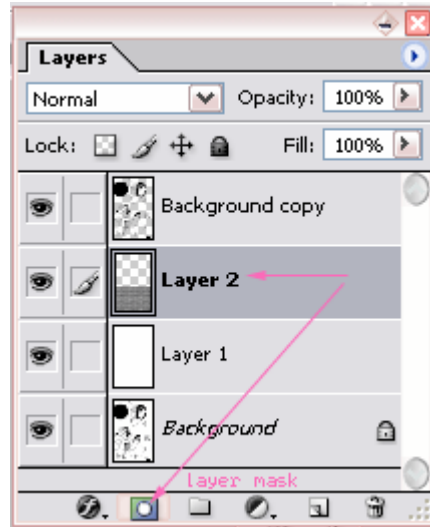 Layers
Normal Opacity: 100%
Lock: Fill: 100%
Background copy
Layer 2
Layer 1
Background
layer mask